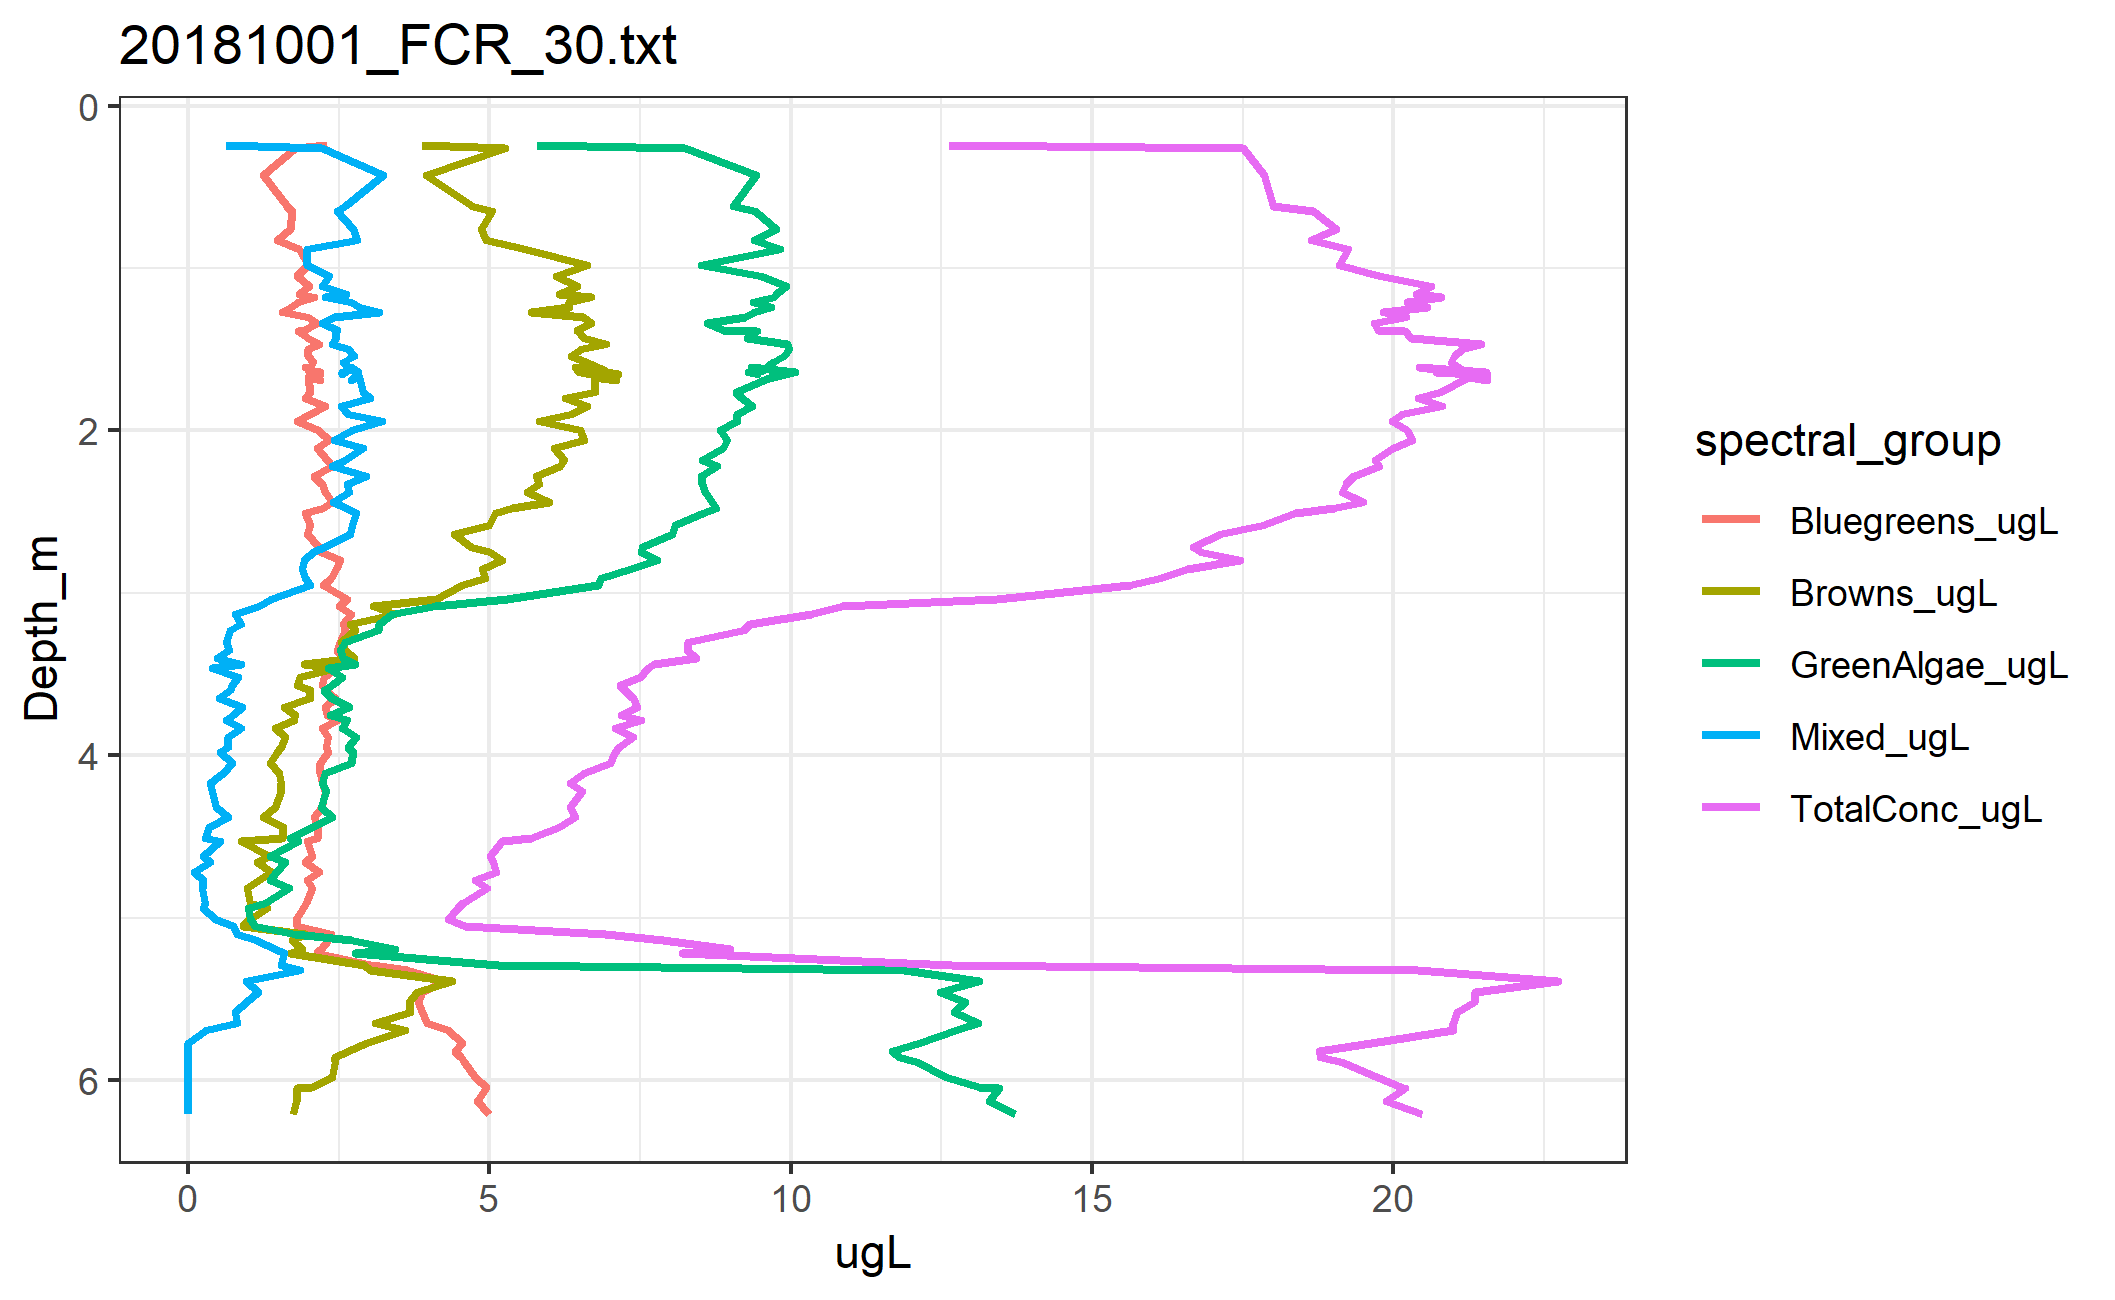 20181001_FCR_30.txt
0
2
4
6
Depth_m
0 5 10 15 20
ugL
spectral_group
Bluegreens_ugL
Browns_ugL
GreenAlgae_ugL
Mixed_ugL
TotalConc_ugL